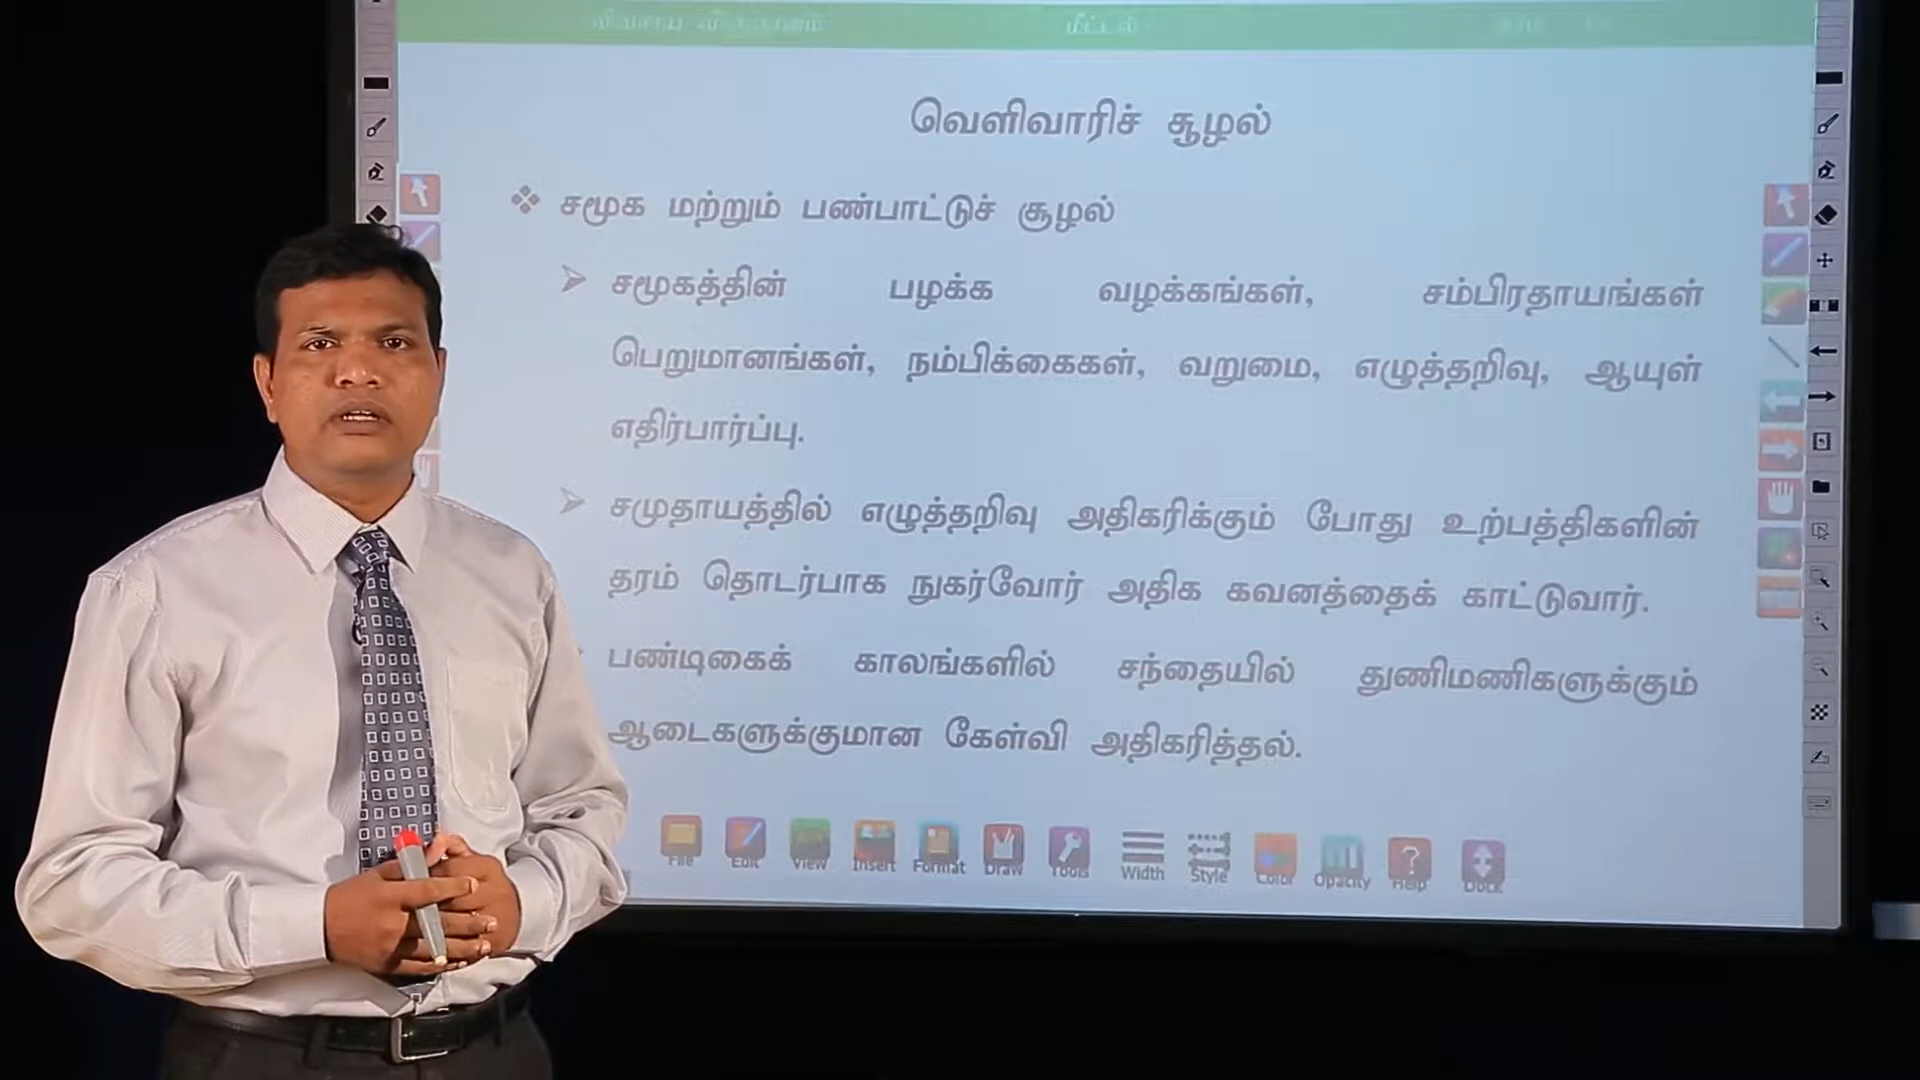 மீட்டல்
வெளிவாரிச் சூழல்
சமூக மற்றும் பண்பாட்டுச் சூழல்
சமூகத்தின் பழக்க வழக்கங்கள், சம்பிரதாயங்கள்
பெறுமானங்கள், நம்பிக்கைகள், வறுமை, எழுத்தறிவு, ஆயுள்
எதிர்பார்ப்பு.
சமுதாயத்தில் எழுத்தறிவு அதிகரிக்கும் போது உற்பத்திகளின்
தரம் தொடர்பாக நுகர்வோர் அதிக கவனத்தைக் காட்டுவார்.
பண்டிகைக் காலங்களில் சந்தையில் துணிமணிகளுக்கும்
ஆடைகளுக்குமான கேள்வி அதிகரித்தல்.
File Edit View Insert Format Draw Tools Width Style Color Opacity Help Dock